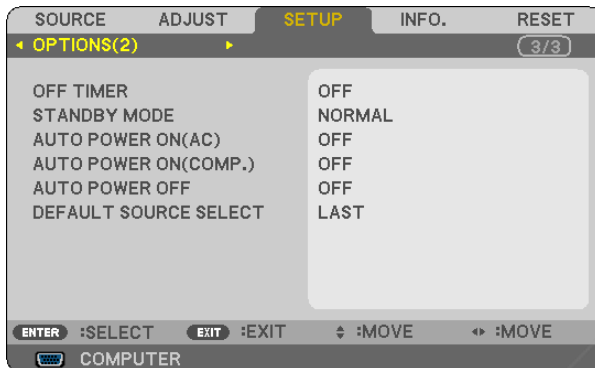 SOURCE ADJUST SETUP INFO. RESET
OPTIONS(2) 3/3
OFF TIMER OFF
STANDBY MODE NORMAL
AUTO POWER ON(AC) OFF
AUTO POWER ON(COMP.) OFF
AUTO POWER OFF OFF
DEFAULT SOURCE SELECT LAST
ENTER :SELECT EXIT :EXIT :MOVE :MOVE
COMPUTER